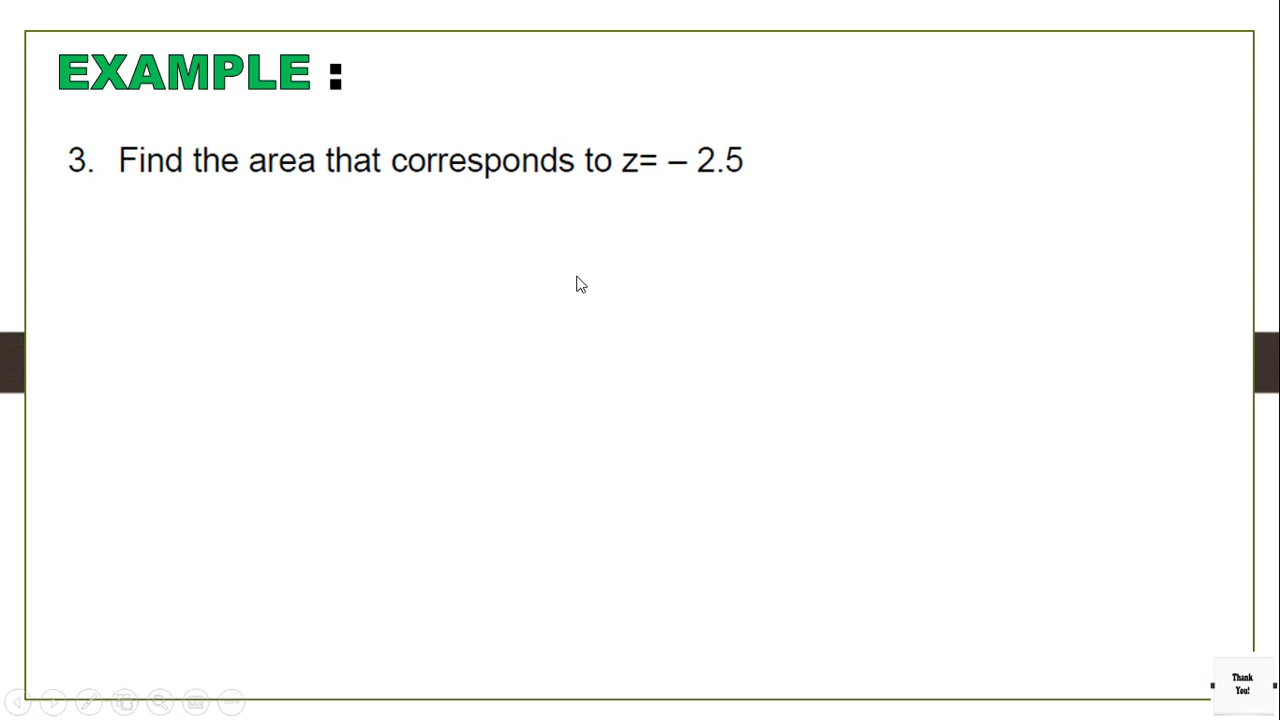 EXAMPLE :
3. Find the area that corresponds to z= – 2.5
Thank
You!